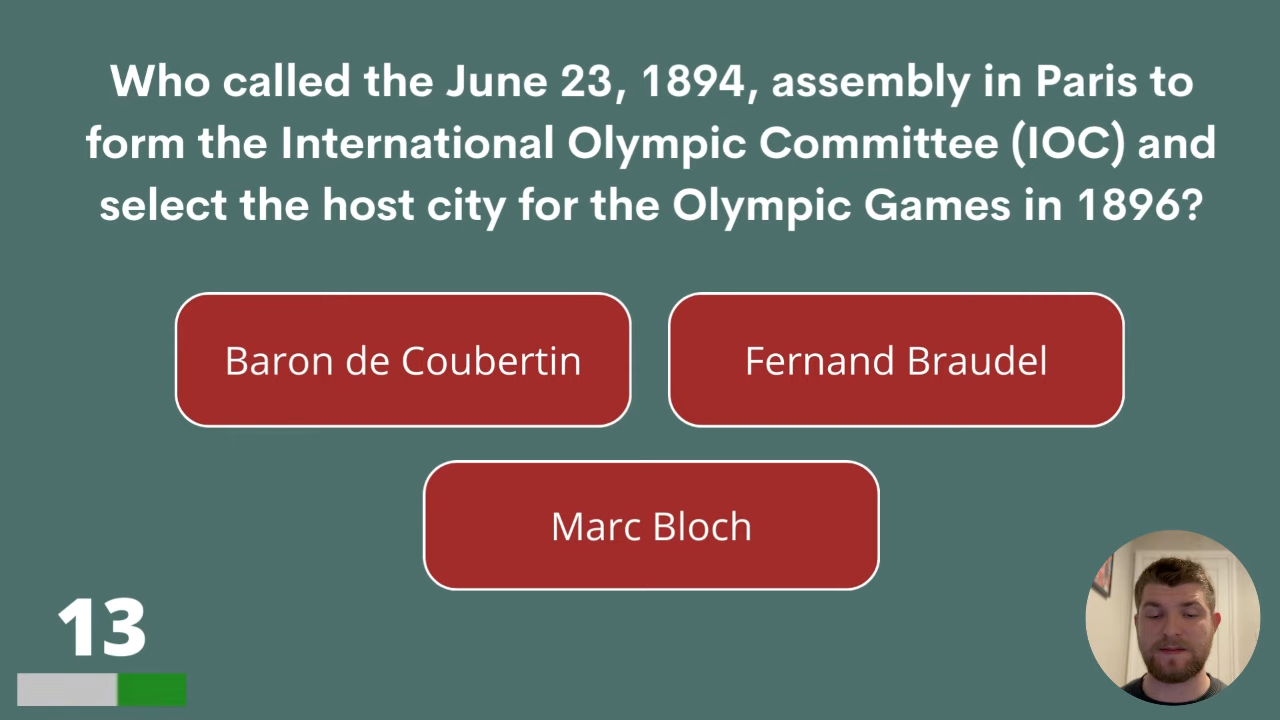 Who called the June 23, 1894, assembly in Paris to
form the International Olympic Committee (IOC) and
select the host city for the Olympic Games in 1896?
Baron de Coubertin
Fernand Braudel
Marc Bloch
13